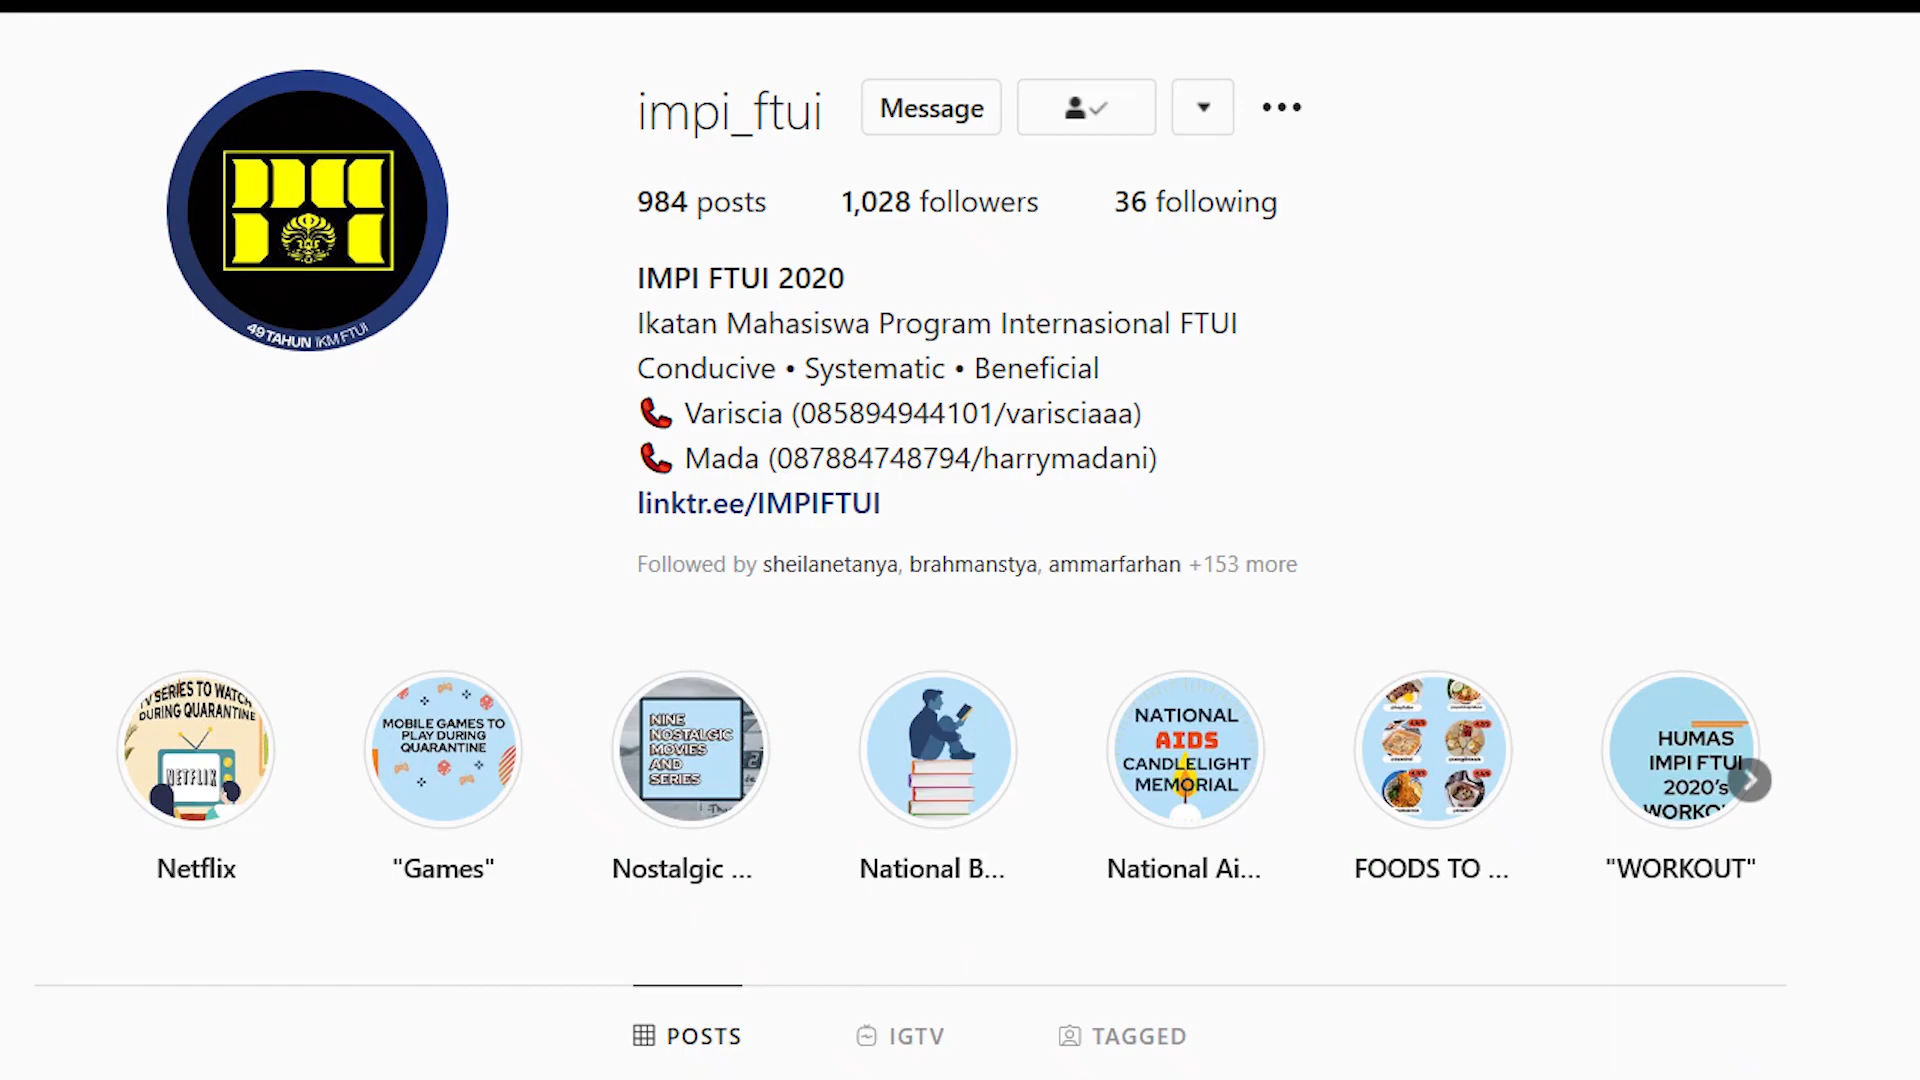 impi_ftui
Message
984 posts
1,028 followers
36 following
IMPI FTUI 2020
Ikatan Mahasiswa Program Internasional FTUI
Conducive • Systematic • Beneficial
Variscia (085894944101/varisciaaa)
Mada (087884748794/harrymadani)
linktr.ee/IMPIFTUI
Followed by sheilanetanya, brahmanstya, ammarfarhan +153 more
49 TAHUN IKM FTUI
TV SERIES TO WATCH
DURING QUARANTINE
NETFLIX
Netflix
MOBILE GAMES TO
PLAY DURING
QUARANTINE
"Games"
NINE
NOSTALGIC
MOVIES
AND
SERIES
Nostalgic ...
National B...
NATIONAL
AIDS
CANDLELIGHT
MEMORIAL
National Ai...
FOODS TO ...
HUMAS
IMPI FTUI
2020's
WORKO
"WORKOUT"
POSTS
IGTV
TAGGED